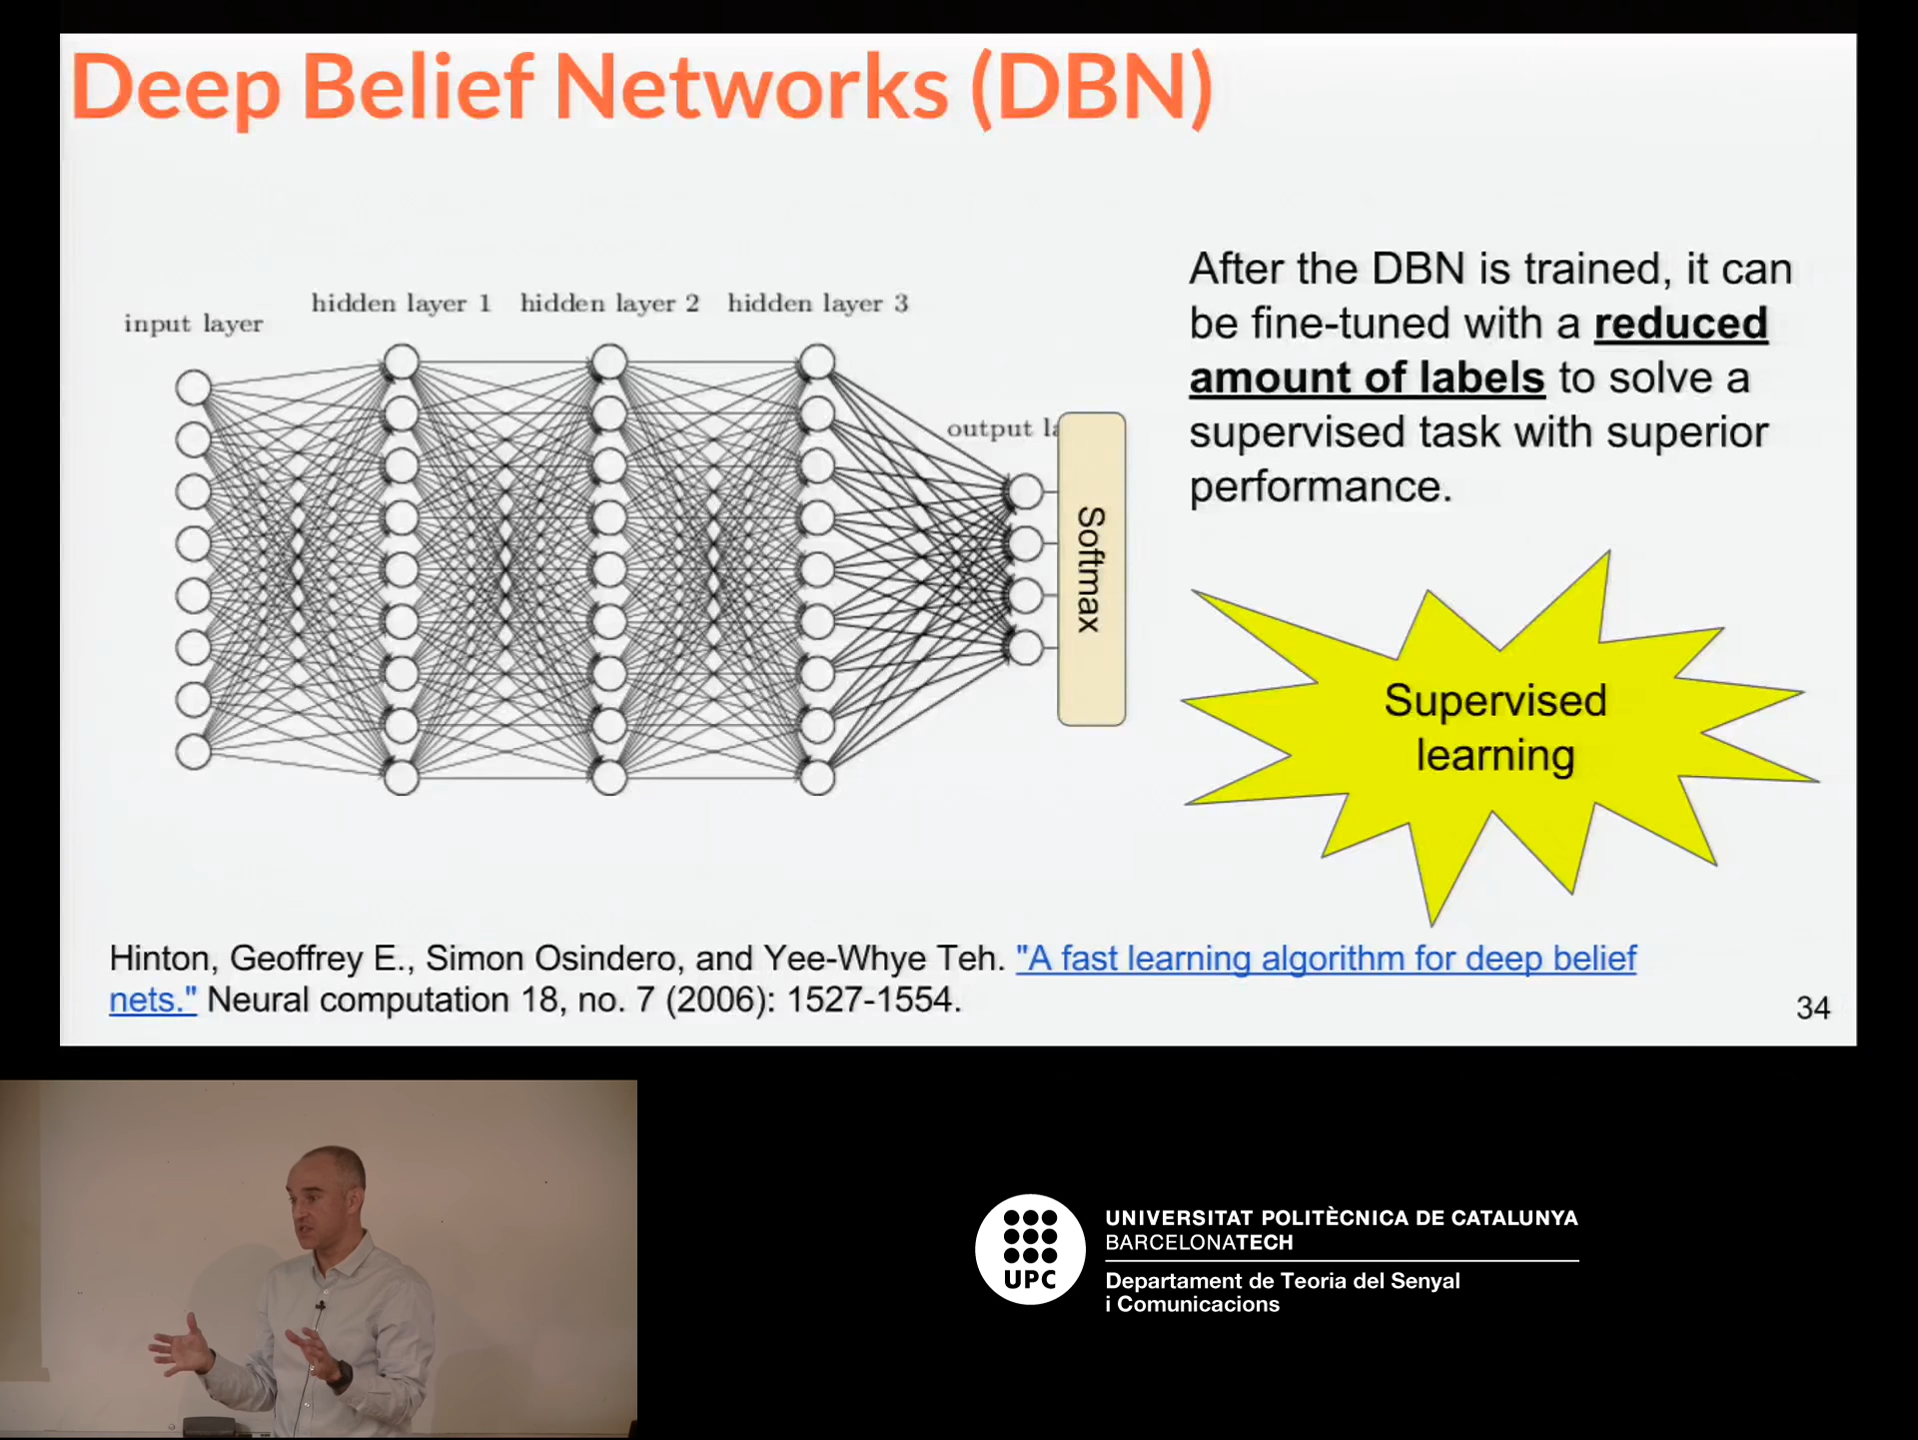 Deep Belief Networks (DBN)
input layer
hidden layer 1
hidden layer 2
hidden layer 3
output la
Softmax
After the DBN is trained, it can
be fine-tuned with a reduced
amount of labels to solve a
supervised task with superior
performance.
Supervised
learning
Hinton, Geoffrey E., Simon Osindero, and Yee-Whye Teh. "A fast learning algorithm for deep belief
nets." Neural computation 18, no. 7 (2006): 1527-1554.
34
UPC
UNIVERSITAT POLITÈCNICA DE CATALUNYA
BARCELONATECH
Departament de Teoria del Senyal
i Comunicacions